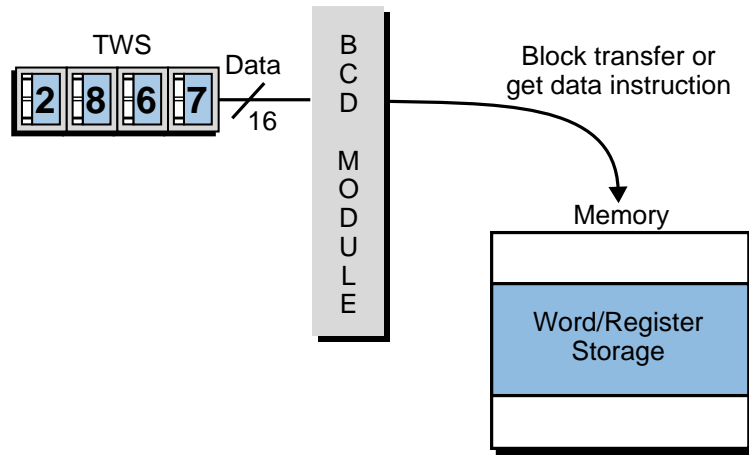 TWS
2 8 6 7
Data
16
B
C
D
M
O
D
U
L
E
Block transfer or
get data instruction
Memory
Word/Register
Storage